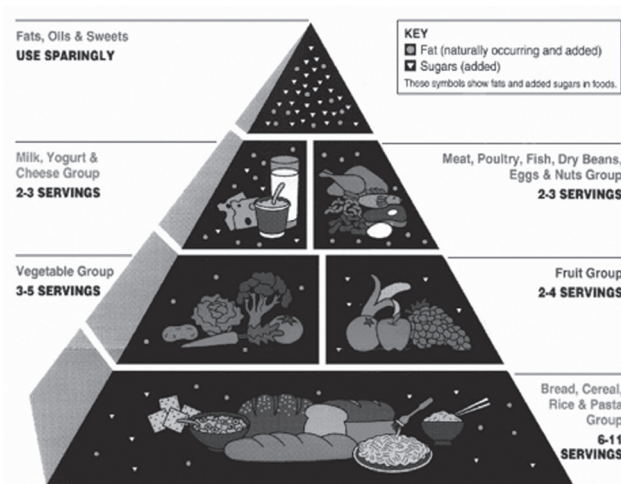 Fats, Oils & Sweets
USE SPARINGLY
KEY
Fat (naturally occurring and added)
Sugars (added)
These symbols show fats and added sugars in foods.
Milk, Yogurt &
Cheese Group
2-3 SERVINGS
Meat, Poultry, Fish, Dry Beans,
Eggs & Nuts Group
2-3 SERVINGS
Vegetable Group
3-5 SERVINGS
Fruit Group
2-4 SERVINGS
Bread, Cereal,
Rice & Pasta
Group
6-11
SERVINGS